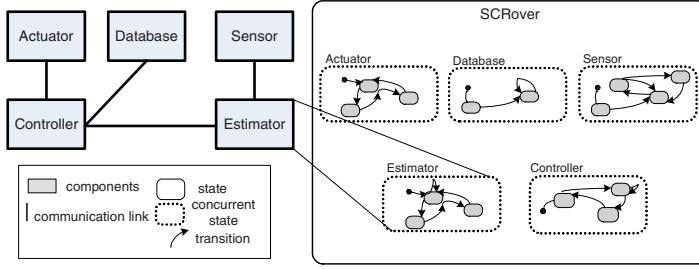 Actuator
Database
Sensor
Controller
Estimator
components
communication link
state
concurrent
state
transition
SCRover
Actuator
Database
Sensor
Estimator
Controller